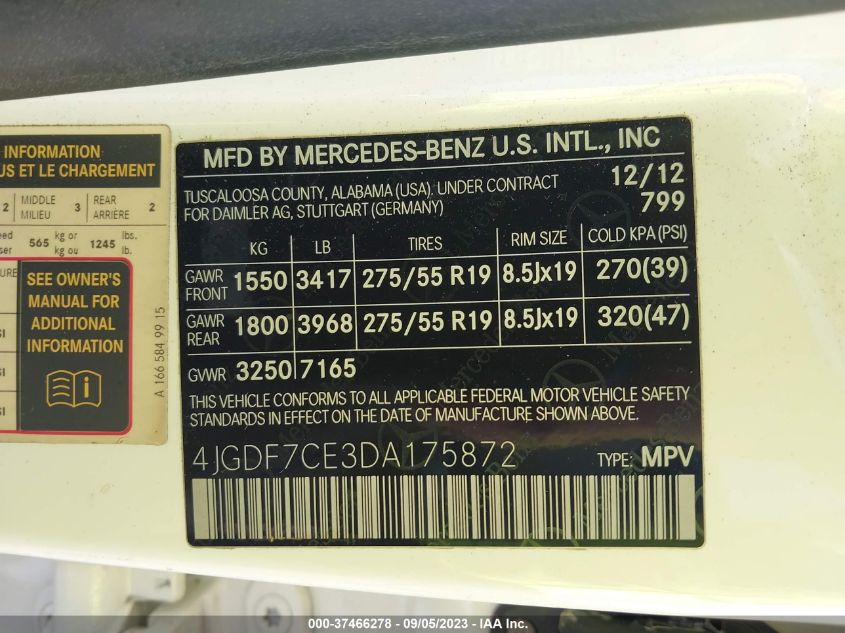 INFORMATION
US ET LE CHARGEMENT
2 MIDDLE MILIEU 3 REAR ARRIÈRE 2
565 kg or kg ou 1245 lbs. lb.
SEE OWNER'S
MANUAL FOR
ADDITIONAL
INFORMATION
A 166 584 99 15
MFD BY MERCEDES-BENZ U.S. INTL., INC
TUSCALOOSA COUNTY, ALABAMA (USA). UNDER CONTRACT 12/12
FOR DAIMLER AG, STUTTGART (GERMANY) 799
KG LB TIRES RIM SIZE COLD KPA (PSI)
GAWR FRONT 1550 3417 275/55 R19 8.5Jx19 270(39)
GAWR REAR 1800 3968 275/55 R19 8.5Jx19 320(47)
GVWR 3250 7165
THIS VEHICLE CONFORMS TO ALL APPLICABLE FEDERAL MOTOR VEHICLE SAFETY
STANDARDS IN EFFECT ON THE DATE OF MANUFACTURE SHOWN ABOVE.
4JGDF7CE3DA175872 TYPE: MPV
000-37466278 - 09/05/2023 - IAA Inc.